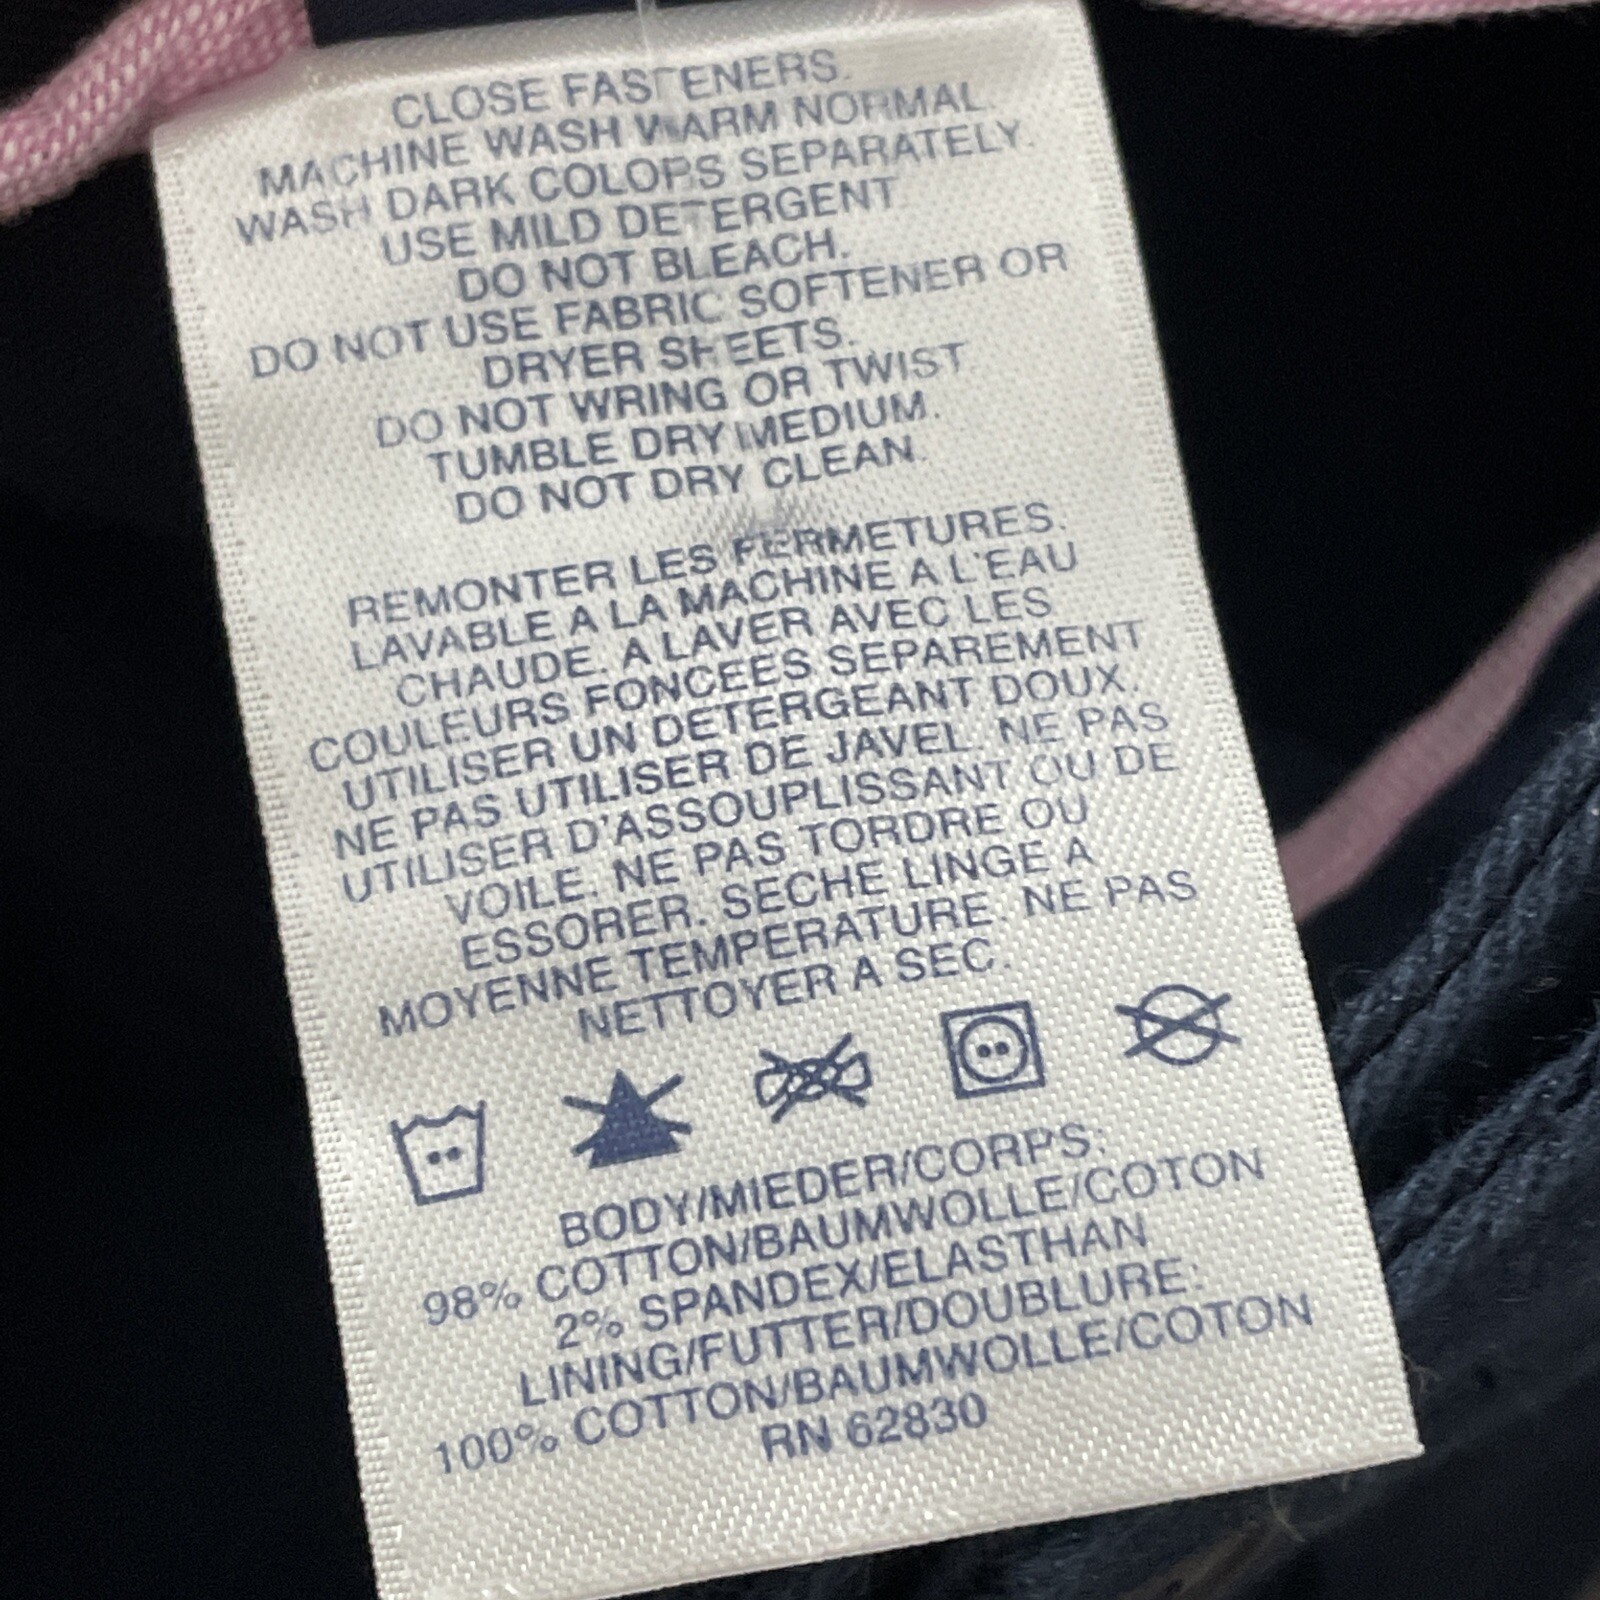 CLOSE FASTENERS.
MACHINE WASH WARM NORMAL.
WASH DARK COLORS SEPARATELY.
USE MILD DETERGENT
DO NOT BLEACH.
DO NOT USE FABRIC SOFTENER OR
DRYER SHEETS.
DO NOT WRING OR TWIST.
TUMBLE DRY MEDIUM.
DO NOT DRY CLEAN.
REMONTER LES FERMETURES.
LAVABLE A LA MACHINE A L'EAU
CHAUDE. A LAVER AVEC LES
COULEURS FONCEES SEPAREMENT
UTILISER UN DETERGEANT DOUX.
NE PAS UTILISER DE JAVEL. NE PAS
UTILISER D'ASSOUPLISSANT OU DE
VOILE. NE PAS TORDRE OU
ESSORER. SECHE LINGE A
MOYENNE TEMPERATURE. NE PAS
NETTOYER A SEC.
BODY/MIEDER/CORPS:
98% COTTON/BAUMWOLLE/COTON
2% SPANDEX/ELASTHAN
LINING/FUTTER/DOUBLURE:
100% COTTON/BAUMWOLLE/COTON
RN 62830